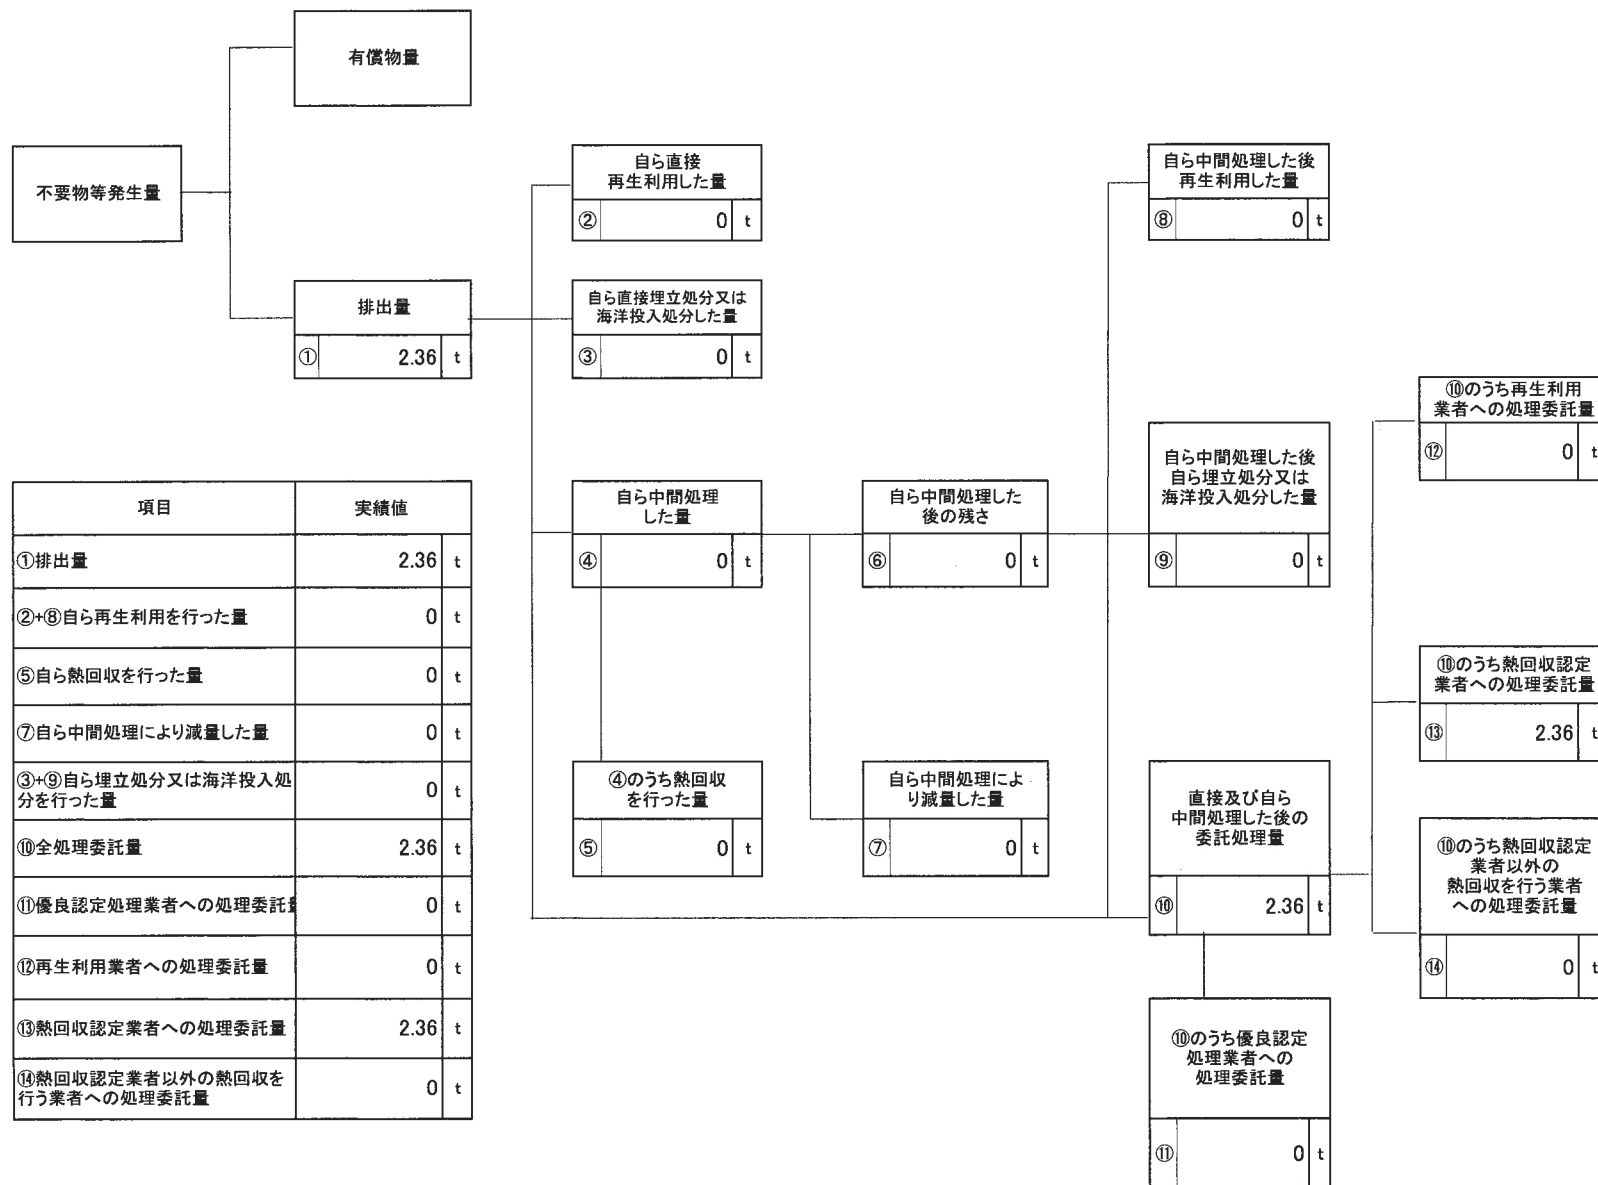 有償物量
不要物等発生量
排出量
① 2.36 t
自ら直接
再生利用した量
② 0 t
自ら直接埋立処分又は
海洋投入処分した量
③ 0 t
自ら中間処理
した量
④ 0 t
④のうち熱回収
を行った量
⑤ 0 t
自ら中間処理した
後の残さ
⑥ 0 t
自ら中間処理によ
り減量した量
⑦ 0 t
自ら中間処理した後
再生利用した量
⑧ 0 t
自ら中間処理した後
自ら埋立処分又は
海洋投入処分した量
⑨ 0 t
直接及び自ら
中間処理した後の
委託処理量
⑩ 2.36 t
⑩のうち優良認定
処理業者への
処理委託量
⑪ 0 t
⑩のうち再生利用
業者への処理委託量
⑫ 0 t
⑩のうち熱回収認定
業者への処理委託量
⑬ 2.36 t
⑩のうち熱回収認定
業者以外の
熱回収を行う業者
への処理委託量
⑭ 0 t
項目 実績値
①排出量 2.36 t
②+⑧自ら再生利用を行った量 0 t
⑤自ら熱回収を行った量 0 t
⑦自ら中間処理により減量した量 0 t
③+⑨自ら埋立処分又は海洋投入処
分を行った量 0 t
⑩全処理委託量 2.36 t
⑪優良認定処理業者への処理委託量 0 t
⑫再生利用業者への処理委託量 0 t
⑬熱回収認定業者への処理委託量 2.36 t
⑭熱回収認定業者以外の熱回収を
行う業者への処理委託量 0 t